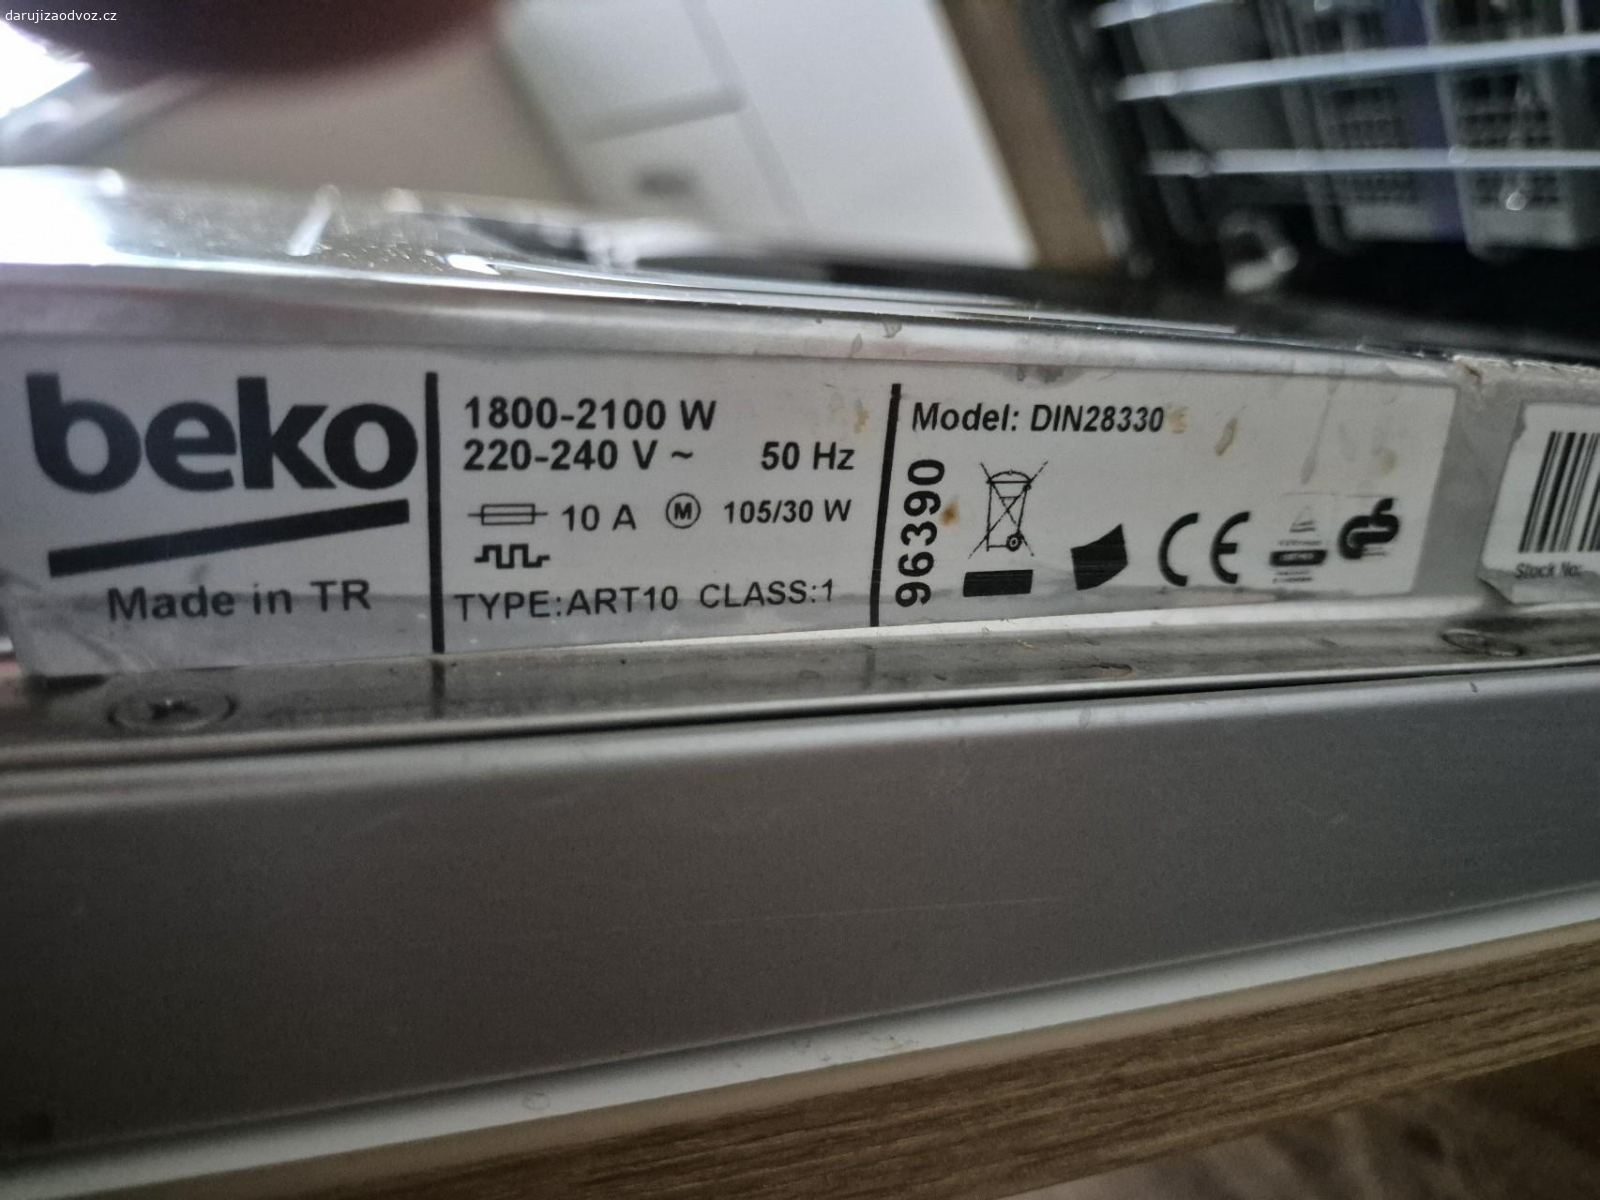 darujizaodvoz.cz
beko
Made in TR
1800-2100 W
220-240 V ~ 50 Hz
10 A M 105/30 W
TYPE:ART10 CLASS:1
Model: DIN28330
96390
CE
GS
Stock No: